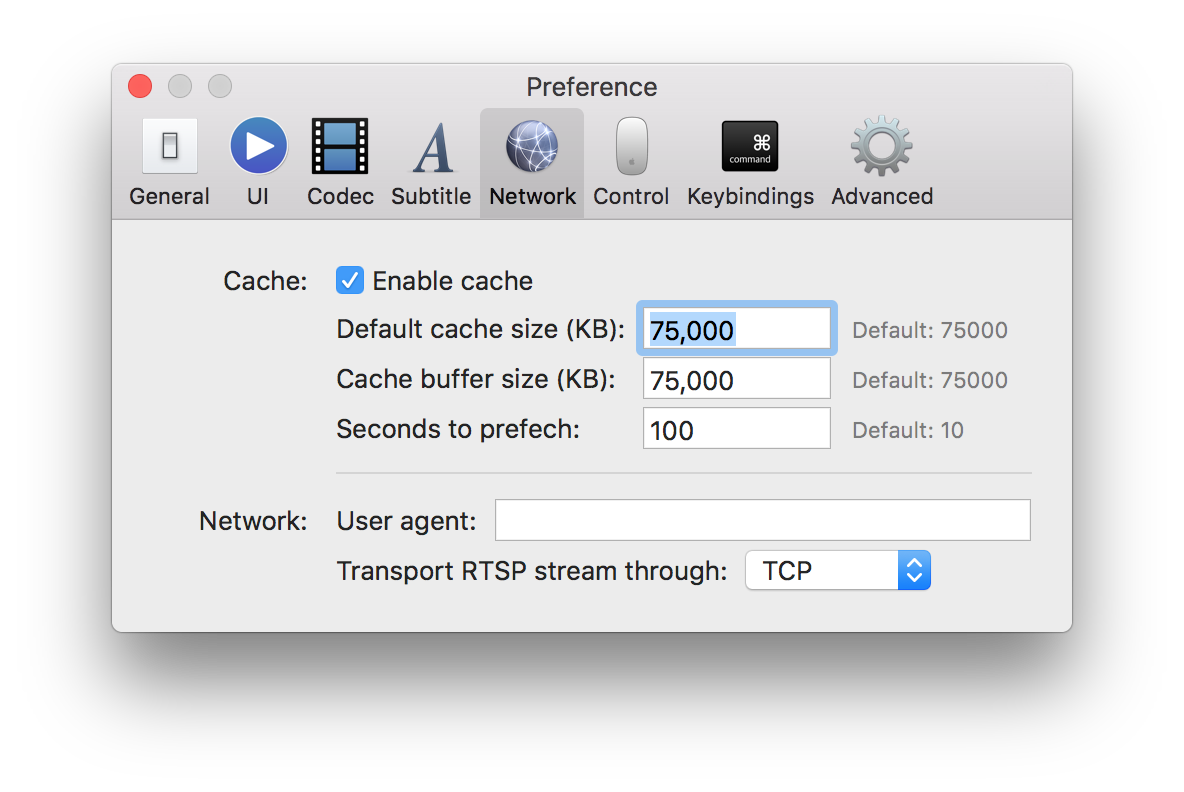 Preference
⌘
command
General UI Codec Subtitle Network Control Keybindings Advanced
Cache: Enable cache
Default cache size (KB): 75,000 Default: 75000
Cache buffer size (KB): 75,000 Default: 75000
Seconds to prefech: 100 Default: 10
Network: User agent:
Transport RTSP stream through: TCP